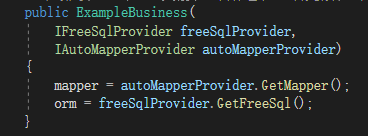 public ExampleBusiness(
IFreeSqlProvider freeSqlProvider,
IAutoMapperProvider autoMapperProvider)
{
mapper = autoMapperProvider.GetMapper();
orm = freeSqlProvider.GetFreeSql();
}